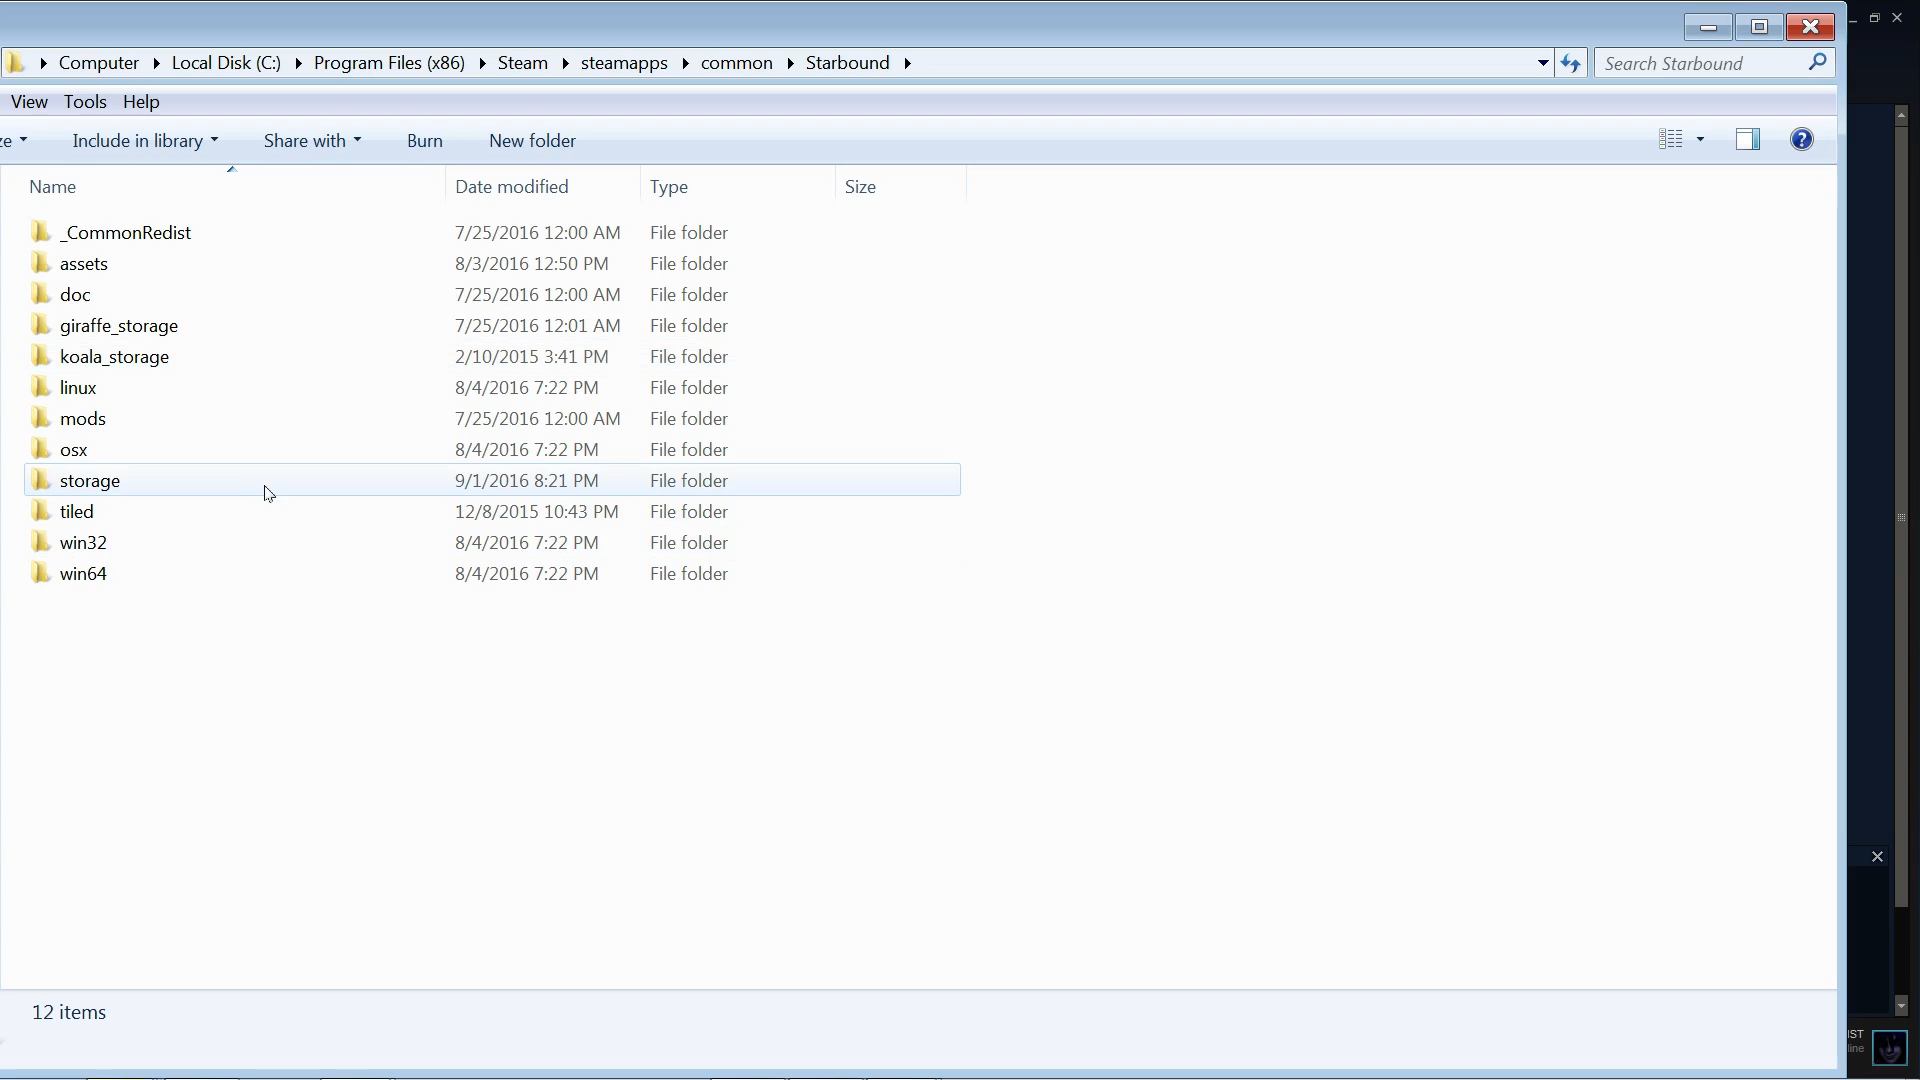 Computer Local Disk (C:) Program Files (x86) Steam steamapps common Starbound Search Starbound
View Tools Help
ze Include in library Share with Burn New folder
Name Date modified Type Size
_CommonRedist 7/25/2016 12:00 AM File folder
assets 8/3/2016 12:50 PM File folder
doc 7/25/2016 12:00 AM File folder
giraffe_storage 7/25/2016 12:01 AM File folder
koala_storage 2/10/2015 3:41 PM File folder
linux 8/4/2016 7:22 PM File folder
mods 7/25/2016 12:00 AM File folder
osx 8/4/2016 7:22 PM File folder
storage 9/1/2016 8:21 PM File folder
tiled 12/8/2015 10:43 PM File folder
win32 8/4/2016 7:22 PM File folder
win64 8/4/2016 7:22 PM File folder
12 items
IST
line